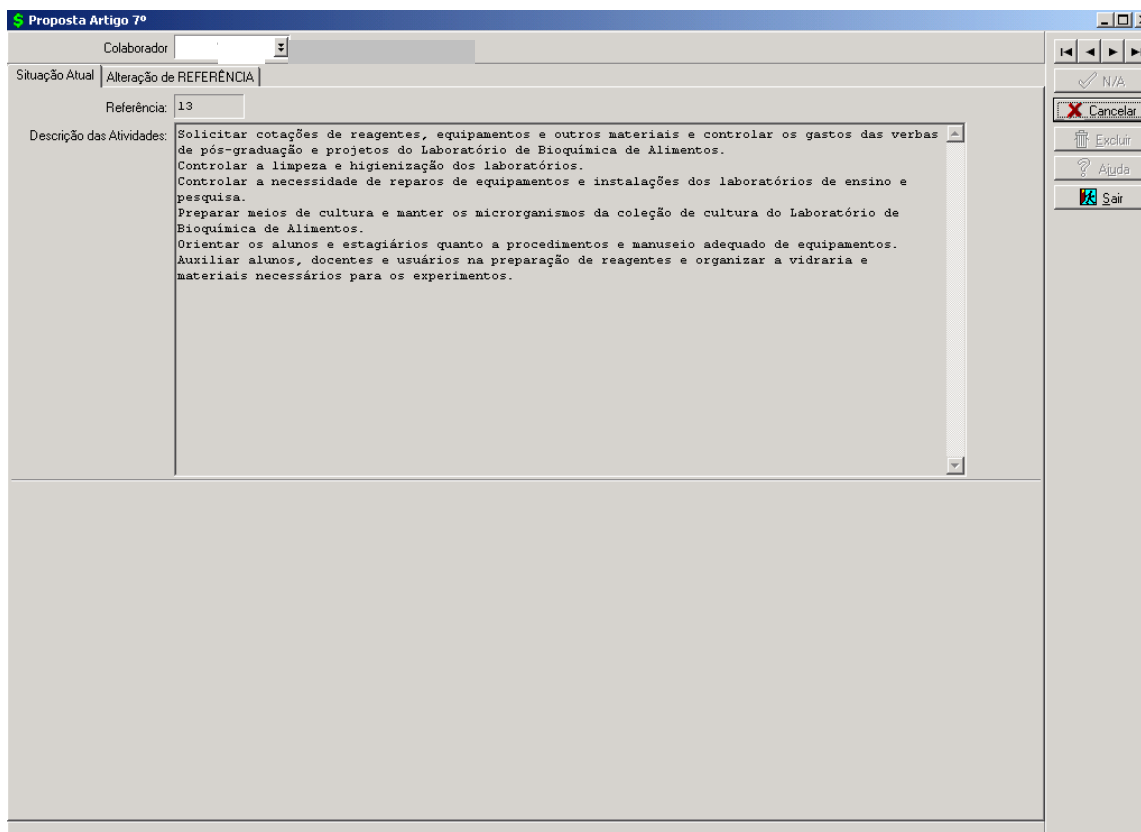 Proposta Artigo 7º
Colaborador
Situação Atual
Alteração de REFERÊNCIA
Referência: 13
Descrição das Atividades:
Solicitar cotações de reagentes, equipamentos e outros materiais e controlar os gastos das verbas
de pós-graduação e projetos do Laboratório de Bioquímica de Alimentos.
Controlar a limpeza e higienização dos laboratórios.
Controlar a necessidade de reparos de equipamentos e instalações dos laboratórios de ensino e
pesquisa.
Preparar meios de cultura e manter os microrganismos da coleção de cultura do Laboratório de
Bioquímica de Alimentos.
Orientar os alunos e estagiários quanto a procedimentos e manuseio adequado de equipamentos.
Auxiliar alunos, docentes e usuários na preparação de reagentes e organizar a vidraria e
materiais necessários para os experimentos.
N/A
Cancelar
Excluir
Ajuda
Sair